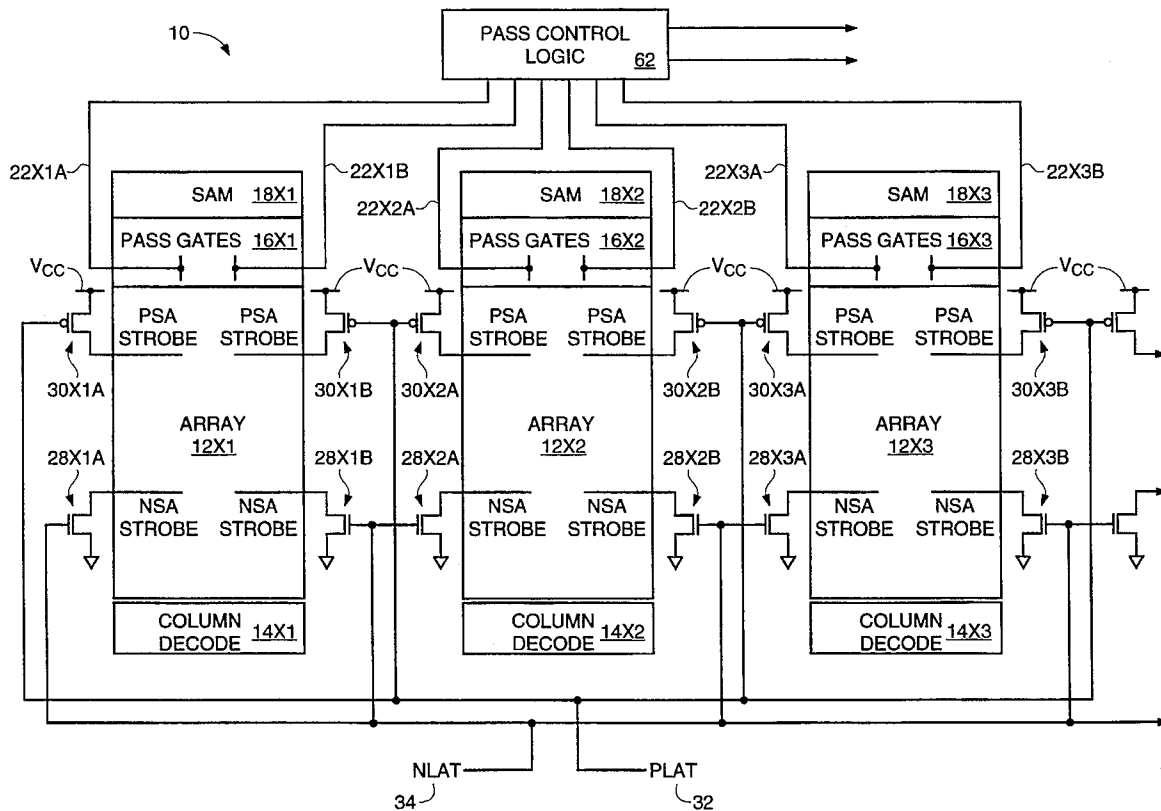 10
PASS CONTROL
LOGIC 62
22X1A
22X1B
22X2A
22X2B
22X3A
22X3B
SAM 18X1
SAM 18X2
SAM 18X3
PASS GATES 16X1
PASS GATES 16X2
PASS GATES 16X3
VCC
VCC
VCC
VCC
PSA STROBE
PSA STROBE
PSA STROBE
PSA STROBE
PSA STROBE
PSA STROBE
30X1A
30X1B
30X2A
30X2B
30X3A
30X3B
ARRAY
12X1
ARRAY
12X2
ARRAY
12X3
28X1A
28X1B
28X2A
28X2B
28X3A
28X3B
NSA STROBE
NSA STROBE
NSA STROBE
NSA STROBE
NSA STROBE
NSA STROBE
COLUMN
DECODE 14X1
COLUMN
DECODE 14X2
COLUMN
DECODE 14X3
NLAT
34
PLAT
32